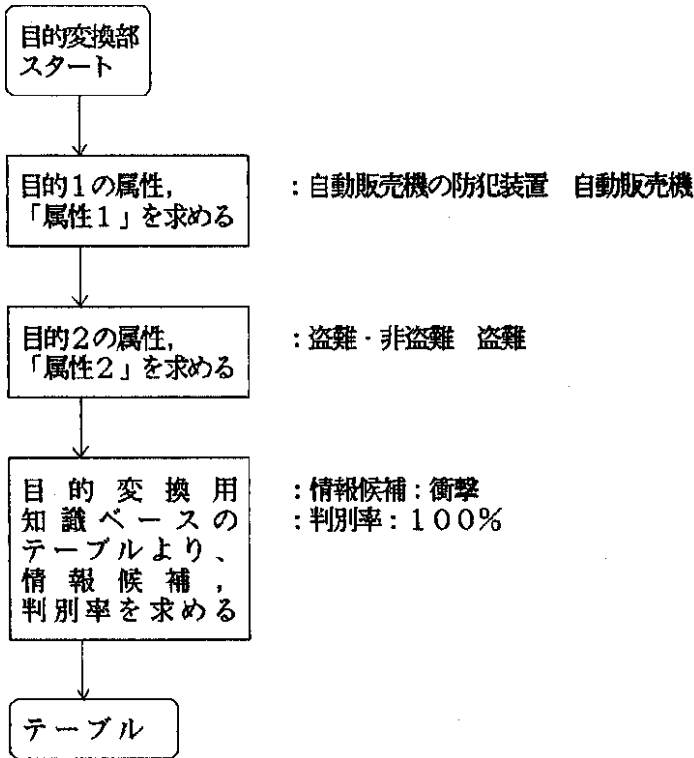 目的変換部
スタート
目的1の属性,
「属性1」を求める
:自動販売機の防犯装置 自動販売機
目的2の属性,
「属性2」を求める
:盗難・非盗難 盗難
目的変換用
知識ベースの
テーブルより、
情報候補,
判別率を求める
:情報候補:衝撃
:判別率:100%
テーブル